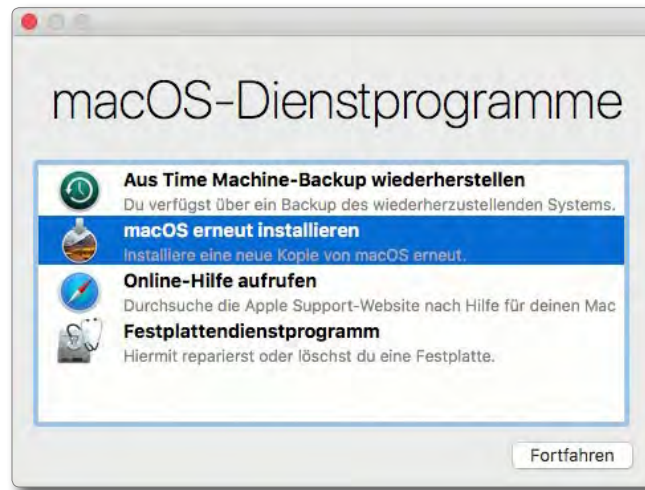 macOS-Dienstprogramme
Aus Time Machine-Backup wiederherstellen
Du verfügst über ein Backup des wiederherzustellenden Systems.
macOS erneut installieren
Installiere eine neue Kopie von macOS erneut.
Online-Hilfe aufrufen
Durchsuche die Apple Support-Website nach Hilfe für deinen Mac
Festplattendienstprogramm
Hiermit reparierst oder löschst du eine Festplatte.
Fortfahren